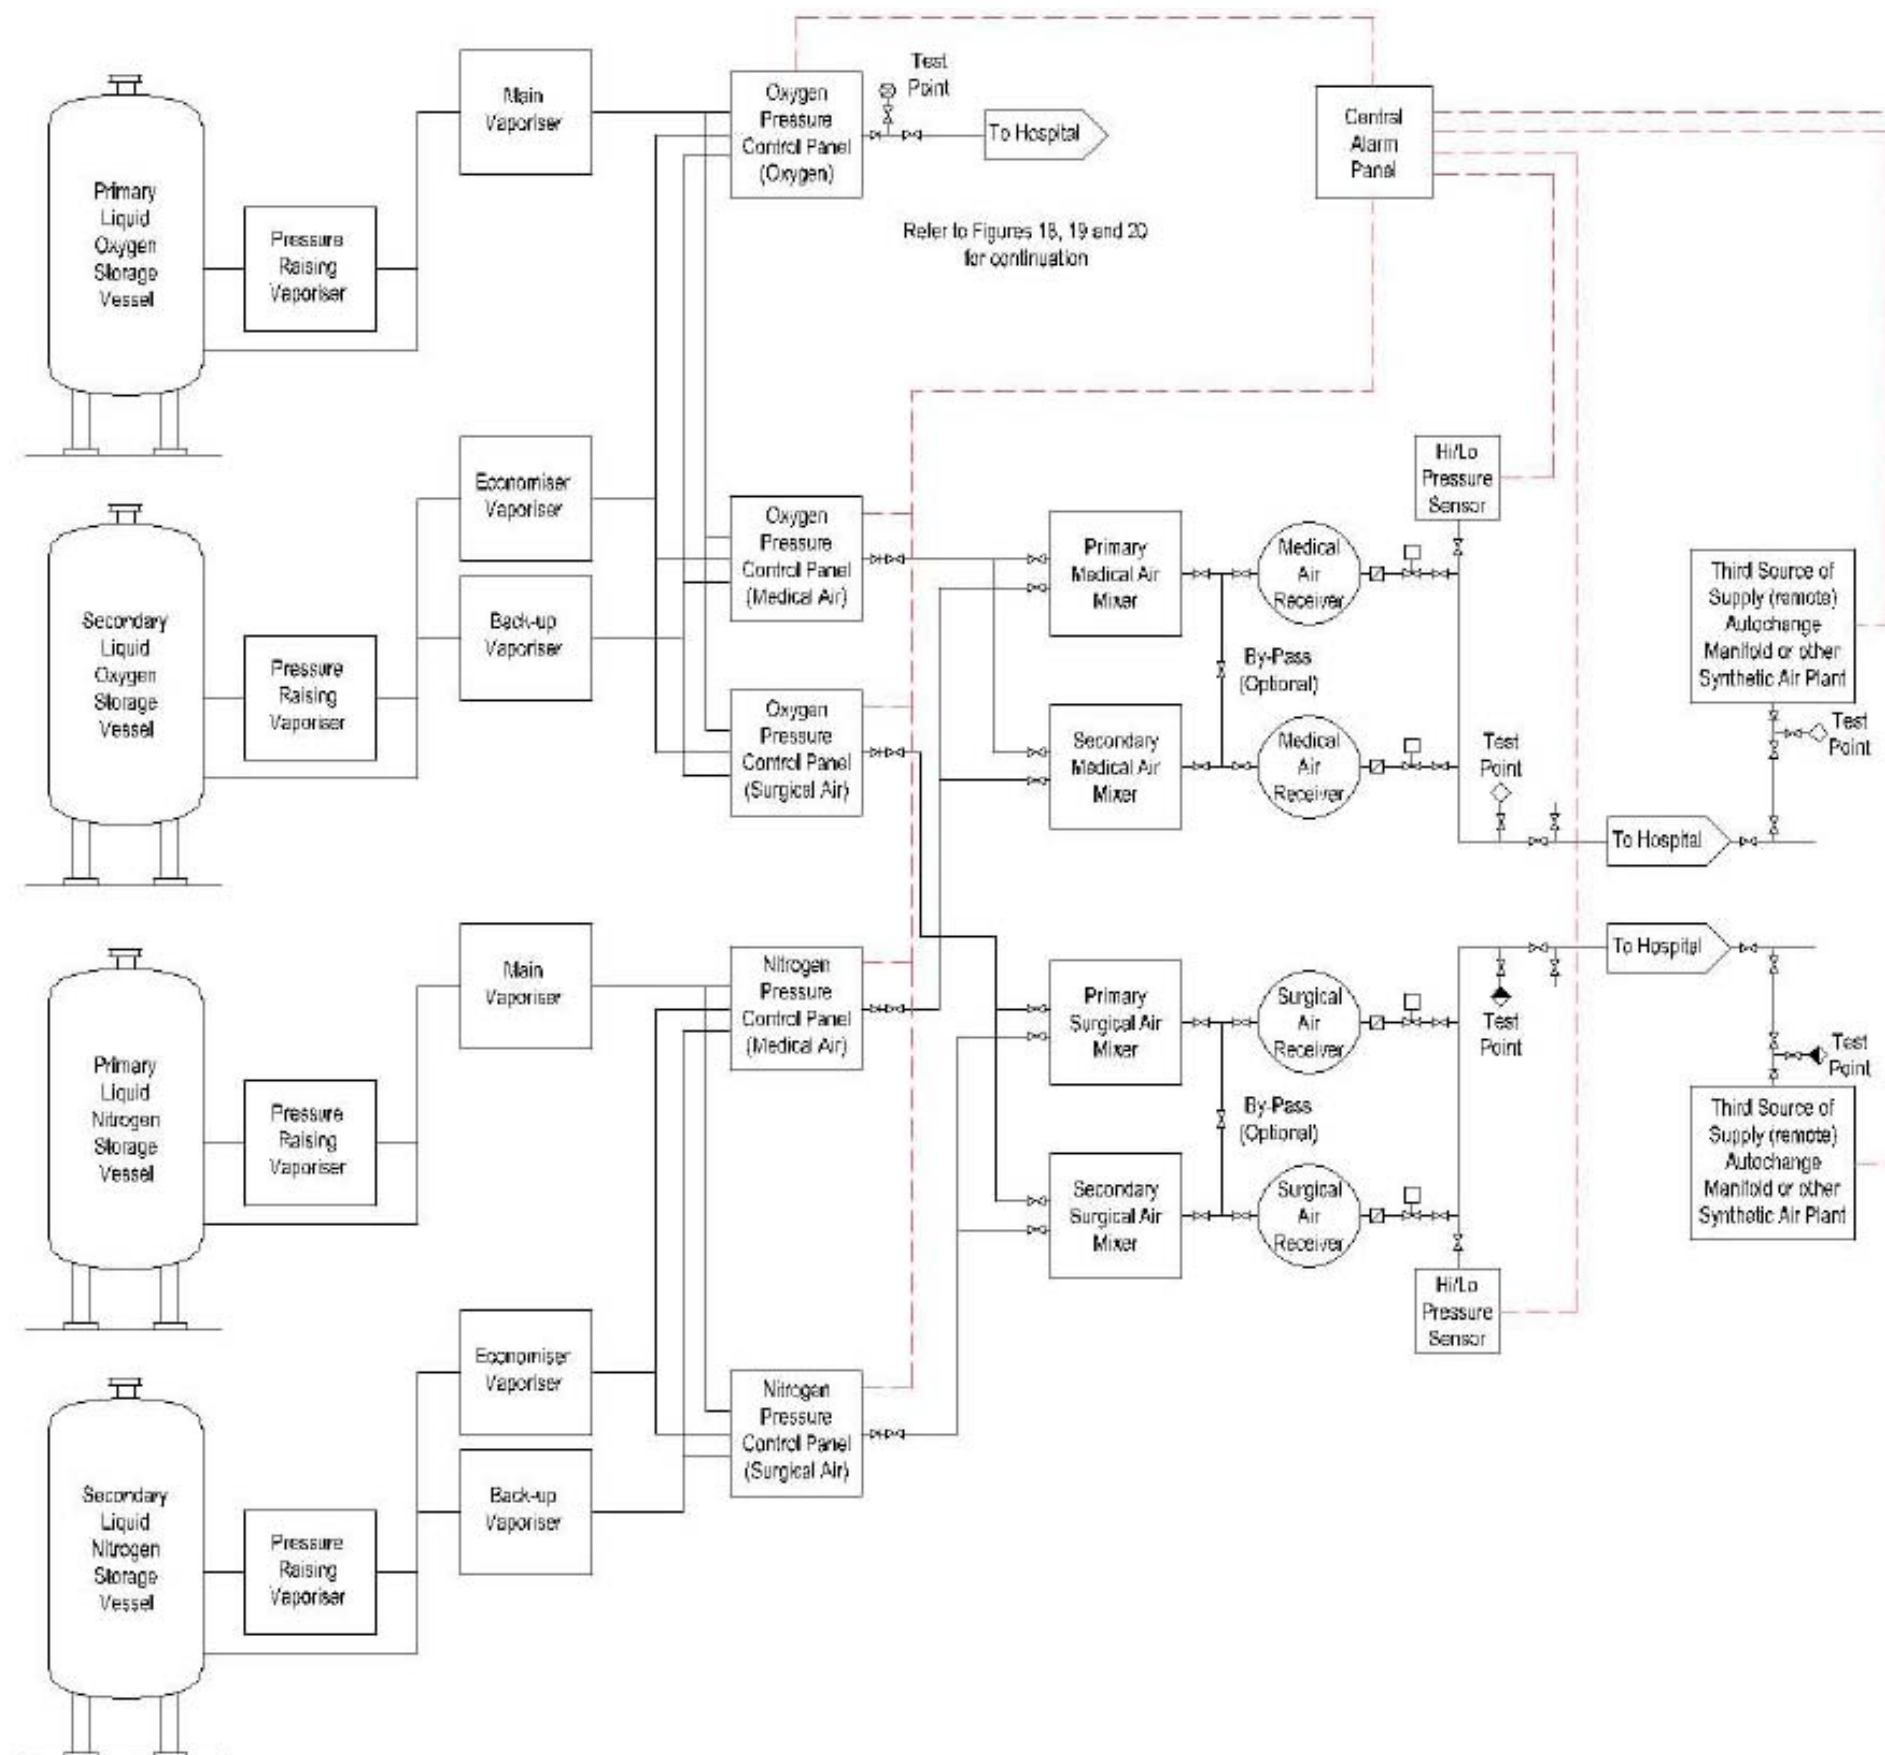 Primary
Liquid
Oxygen
Storage
Vessel
Pressure
Raising
Vaporiser
Main
Vaporiser
Oxygen
Pressure
Control Panel
(Oxygen)
Test
Point
To Hospital
Central
Alarm
Panel
Refer to Figures 18, 19 and 20
for continuation
Secondary
Liquid
Oxygen
Storage
Vessel
Pressure
Raising
Vaporiser
Economiser
Vaporiser
Back-up
Vaporiser
Oxygen
Pressure
Control Panel
(Medical Air)
Oxygen
Pressure
Control Panel
(Surgical Air)
Primary
Medical Air
Mixer
Medical
Air
Receiver
Hi/Lo
Pressure
Sensor
By-Pass
(Optional)
Secondary
Medical Air
Mixer
Medical
Air
Receiver
Test
Point
To Hospital
Third Source of
Supply (remote)
Autochange
Manifold or other
Synthetic Air Plant
Test
Point
Primary
Liquid
Nitrogen
Storage
Vessel
Pressure
Raising
Vaporiser
Main
Vaporiser
Nitrogen
Pressure
Control Panel
(Medical Air)
Primary
Surgical Air
Mixer
Surgical
Air
Receiver
Test
Point
To Hospital
Test
Point
By-Pass
(Optional)
Secondary
Surgical Air
Mixer
Surgical
Air
Receiver
Hi/Lo
Pressure
Sensor
Third Source of
Supply (remote)
Autochange
Manifold or other
Synthetic Air Plant
Secondary
Liquid
Nitrogen
Storage
Vessel
Pressure
Raising
Vaporiser
Economiser
Vaporiser
Back-up
Vaporiser
Nitrogen
Pressure
Control Panel
(Surgical Air)